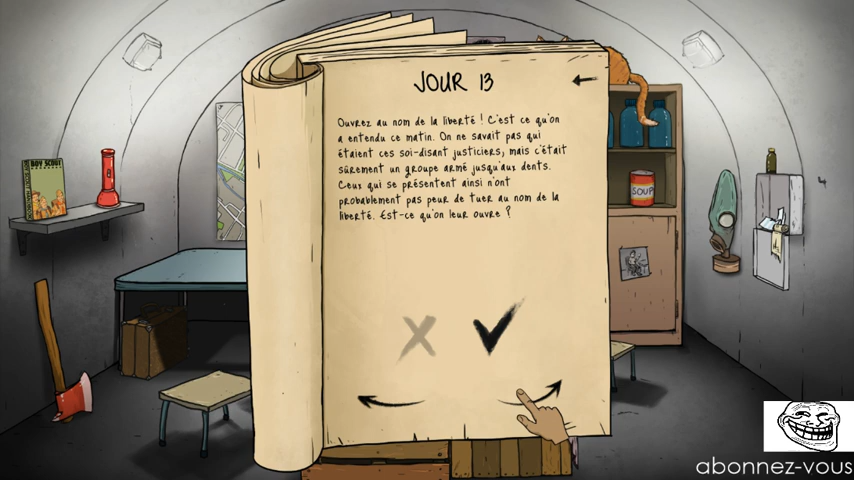 JOUR 13
Ouvrez au nom de la liberté ! C'est ce qu'on
a entendu ce matin. On ne savait pas qui
étaient ces soi-disant justiciers, mais c'était
sûrement un groupe armé jusqu'aux dents.
Ceux qui se présentent ainsi n'ont
probablement pas peur de tuer au nom de la
liberté. Est-ce qu'on leur ouvre ?
BOY SCOUT
SOUP
abonnez-vous